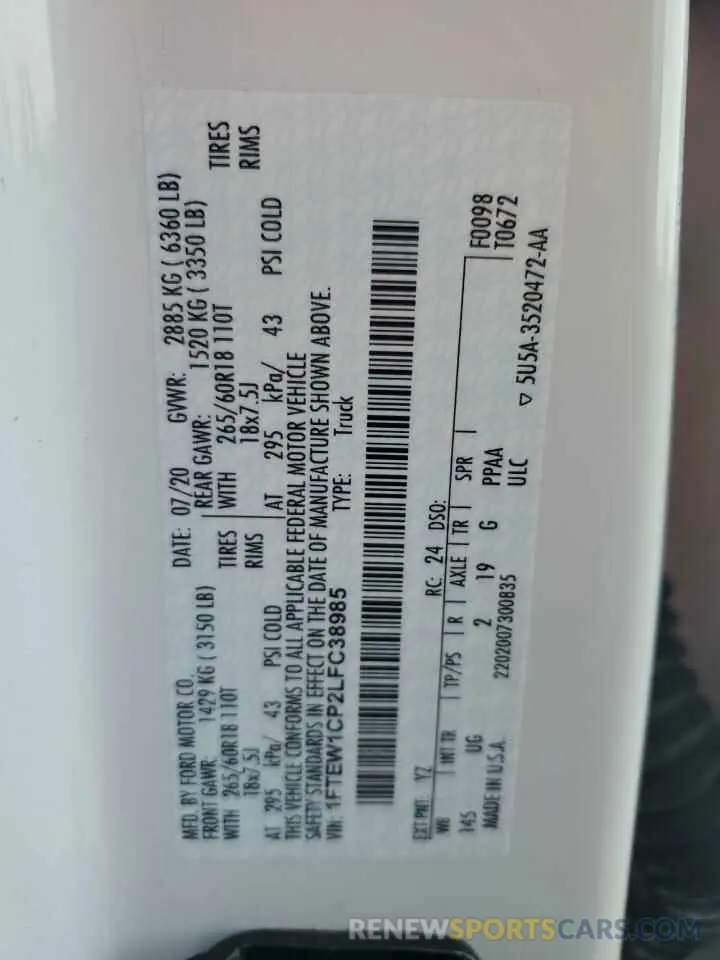 MFD. BY FORD MOTOR CO. DATE: 07/20 GVWR: 2885 KG ( 6360 LB)
FRONT GAWR: 1429 KG ( 3150 LB) REAR GAWR: 1520 KG ( 3350 LB)
WITH 265/60R18 110T TIRES WITH 265/60R18 110T TIRES
18x7.5J RIMS 18x7.5J RIMS
AT 295 kPa/ 43 PSI COLD AT 295 kPa/ 43 PSI COLD
THIS VEHICLE CONFORMS TO ALL APPLICABLE FEDERAL MOTOR VEHICLE
SAFETY STANDARDS IN EFFECT ON THE DATE OF MANUFACTURE SHOWN ABOVE.
VIN: 1FTEW1CP2LFC38985 TYPE: Truck
EXT PNT: YZ RC: 24 DSO:
WB INT TR TP/PS R AXLE TR SPR F0098
145 UG 2 19 G PPAA T0672
MADE IN U.S.A. 2202007300835 ULC
▽ 5U5A-3520472-AA
RENEWSPORTSCARS.COM